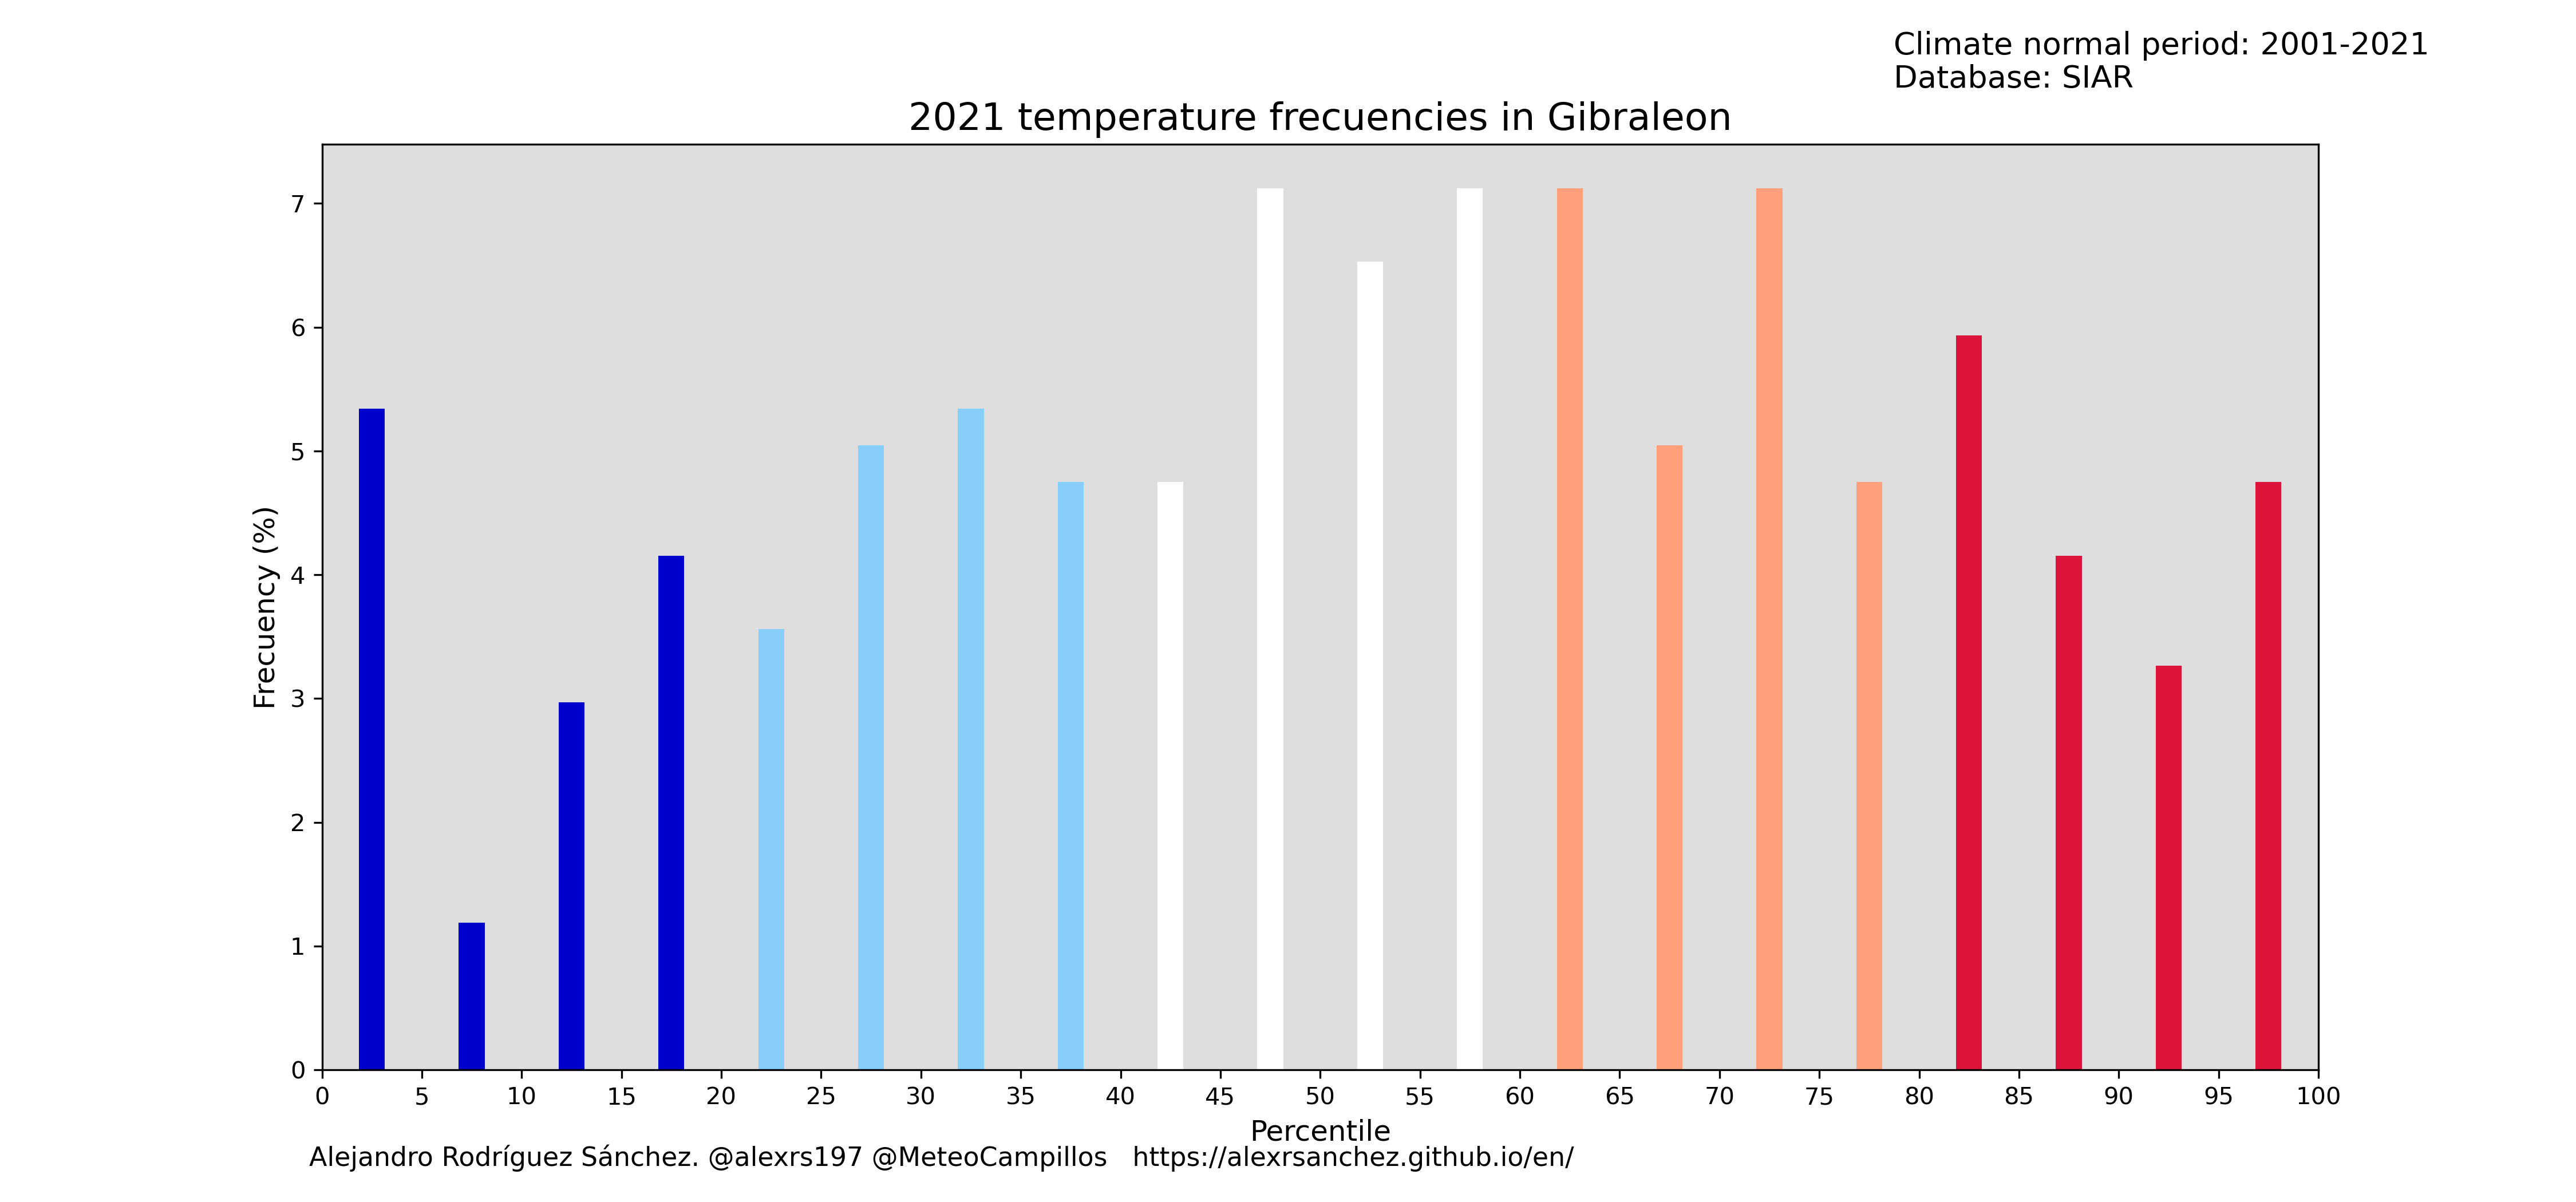 Climate normal period: 2001-2021
Database: SIAR
2021 temperature frecuencies in Gibraleon
Frecuency (%)
7
6
5
4
3
2
1
0
0 5 10 15 20 25 30 35 40 45 50 55 60 65 70 75 80 85 90 95 100
Percentile
Alejandro Rodríguez Sánchez. @alexrs197 @MeteoCampillos https://alexrsanchez.github.io/en/